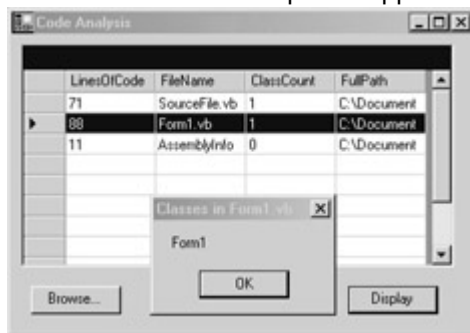 Code Analysis
LinesOfCode FileName ClassCount FullPath
71 SourceFile.vb 1 C:\Document
88 Form1.vb 1 C:\Document
11 AssemblyInfo 0 C:\Document
Classes in Form1.vb
Form1
OK
Browse... Display